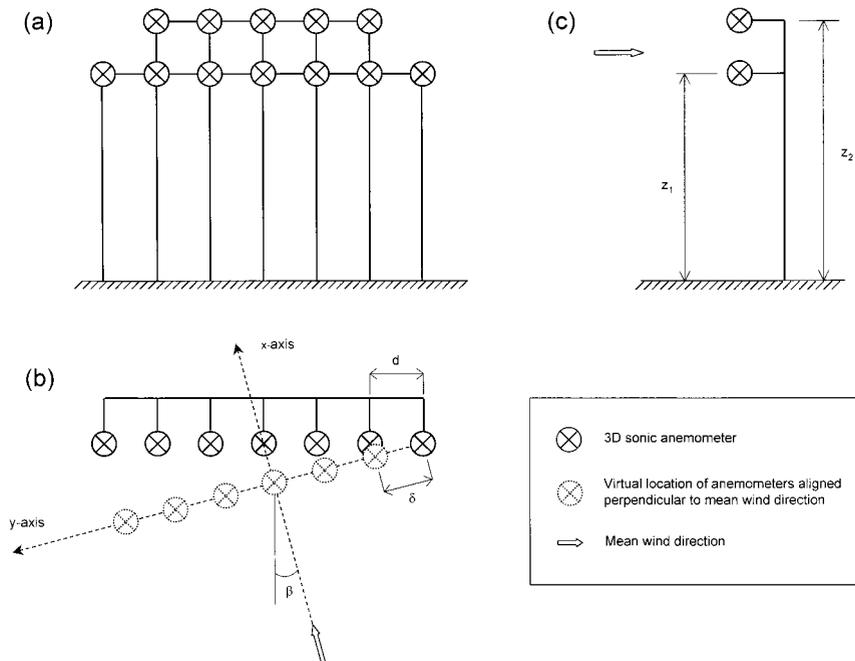 (a)
(c)
z1
z2
(b)
x-axis
d
y-axis
δ
β
3D sonic anemometer
Virtual location of anemometers aligned
perpendicular to mean wind direction
Mean wind direction